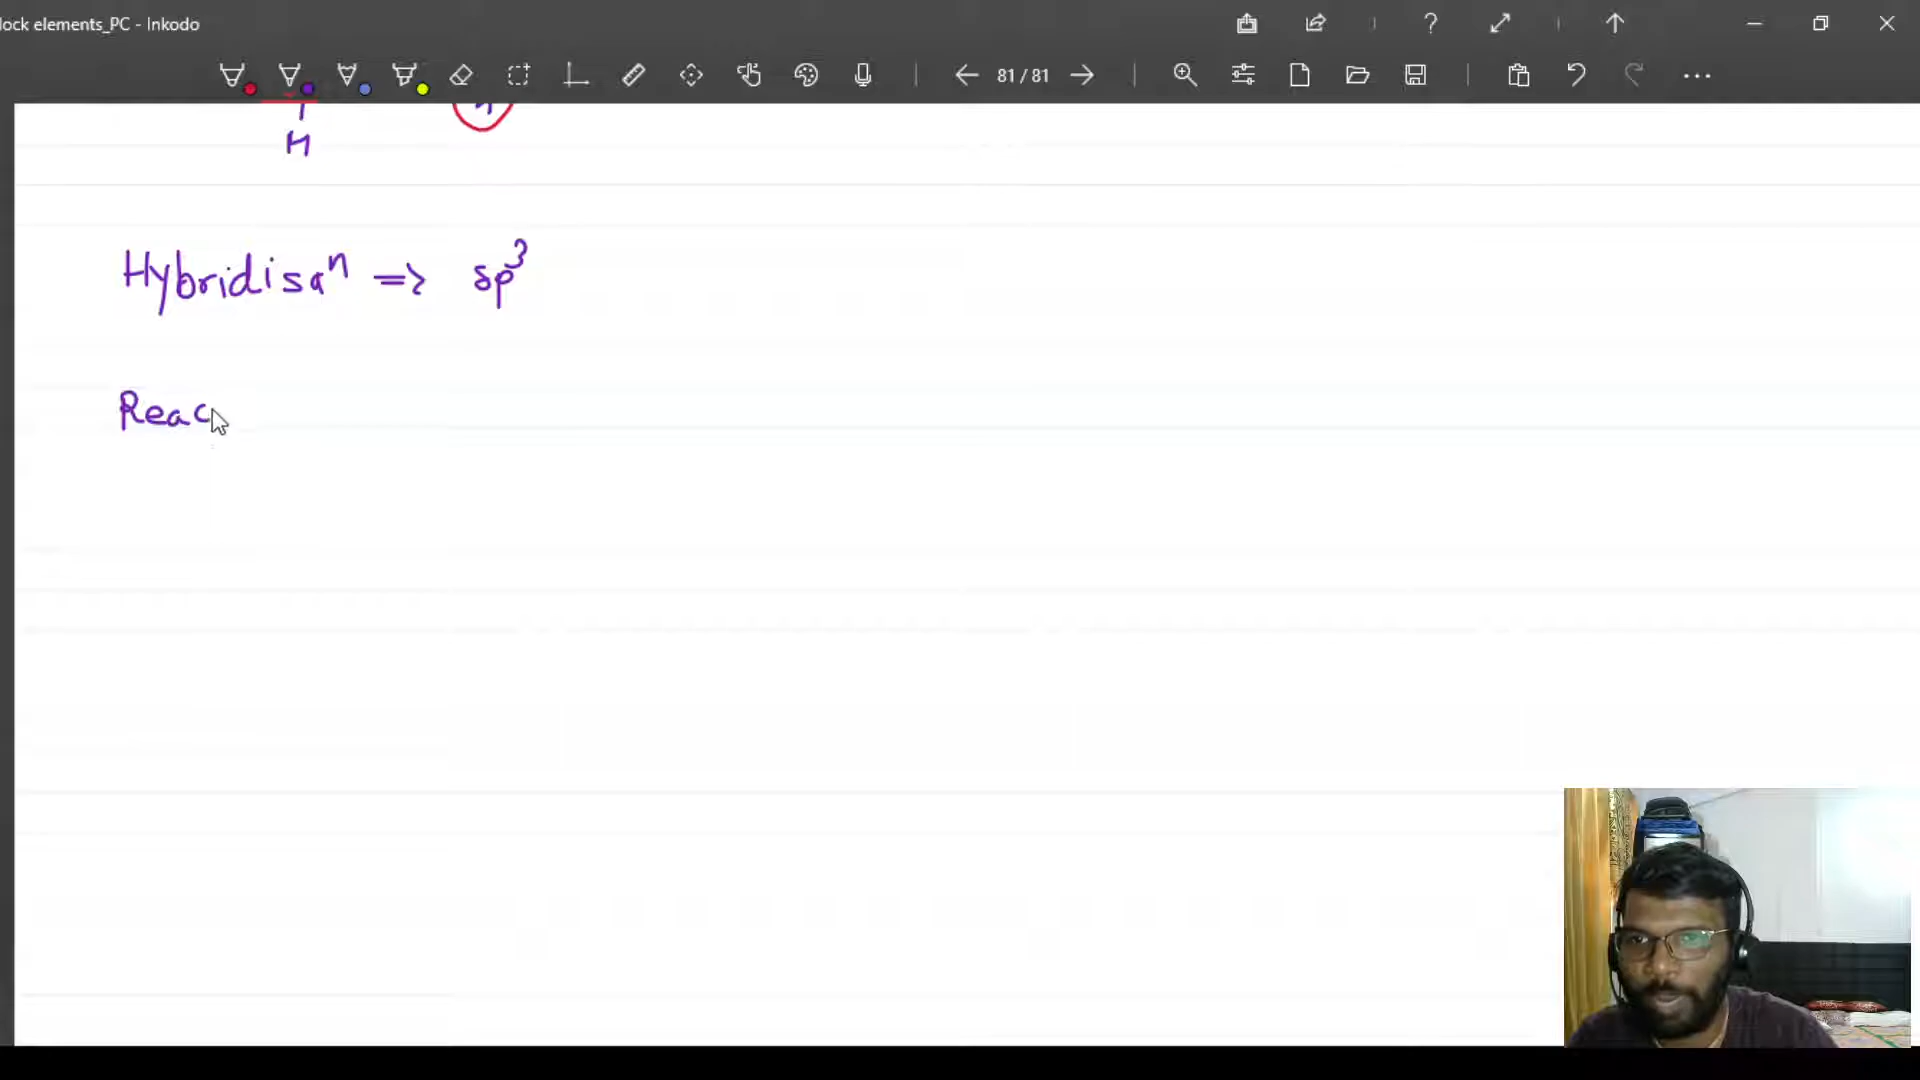 lock elements_PC - Inkodo
81 / 81
H
Hybridisaⁿ => sp³
Reac